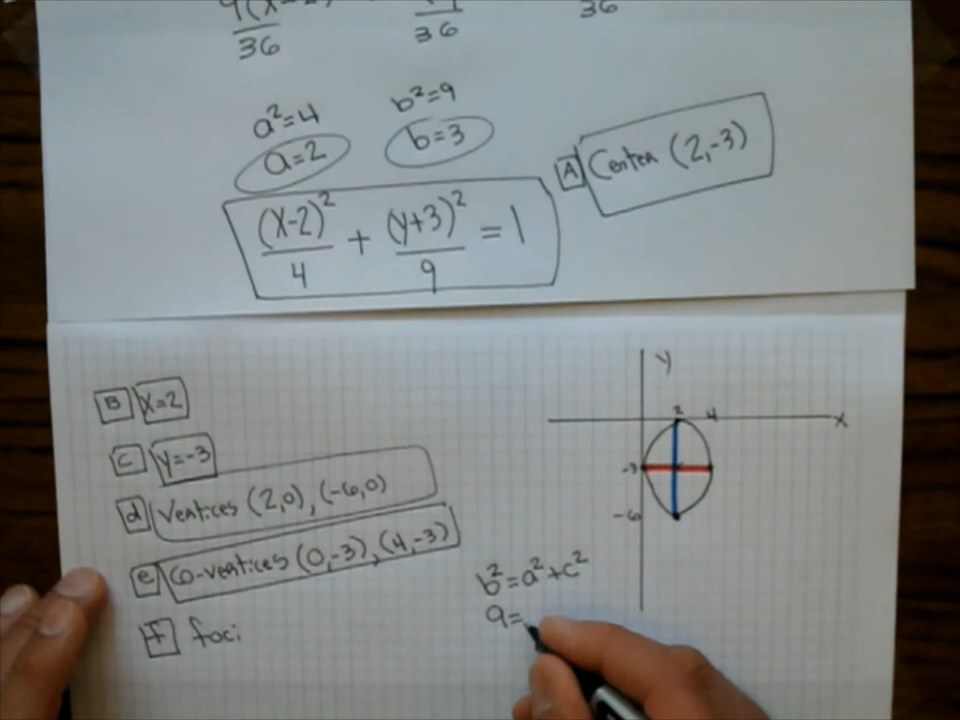 9(x-2)
36 36 36
a²=4 b²=9
a=2 b=3
A Center (2,-3)
(x-2)²/4 + (y+3)²/9 = 1
B x=2
C y=-3
d Vertices (2,0), (-6,0)
e Co-vertices (0,-3), (4,-3)
f foci
y
2 4 x
-3
-6
b²=a²+c²
9=